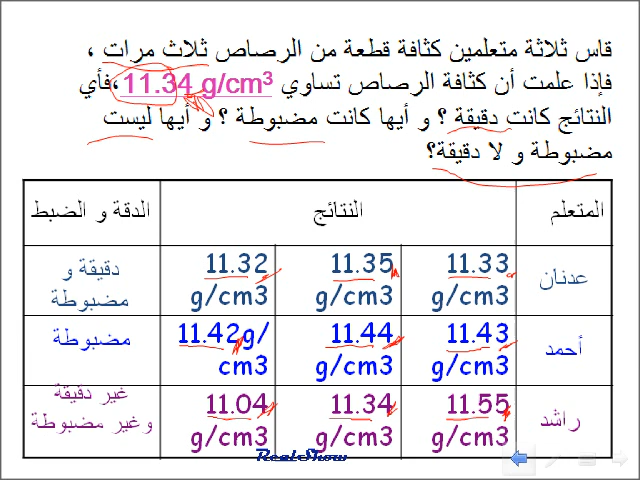 قاس ثلاثة متعلمين كثافة قطعة من الرصاص ثلاث مرات ،
فإذا علمت أن كثافة الرصاص تساوي 11.34 g/cm3،فأي
النتائج كانت دقيقة ؟ و أيها كانت مضبوطة ؟ و أيها ليست
مضبوطة و لا دقيقة؟
المتعلم النتائج الدقة و الضبط
عدنان 11.33 g/cm3 11.35 g/cm3 11.32 g/cm3 دقيقة و مضبوطة
أحمد 11.43 g/cm3 11.44 g/cm3 11.42g/cm3 مضبوطة
راشد 11.55 g/cm3 11.34 g/cm3 11.04 g/cm3 غير دقيقة وغير مضبوطة
RealShow